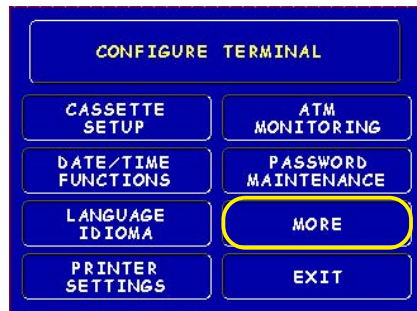 CONFIGURE TERMINAL
CASSETTE
SETUP
ATM
MONITORING
DATE/TIME
FUNCTIONS
PASSWORD
MAINTENANCE
LANGUAGE
IDIOMA
MORE
PRINTER
SETTINGS
EXIT